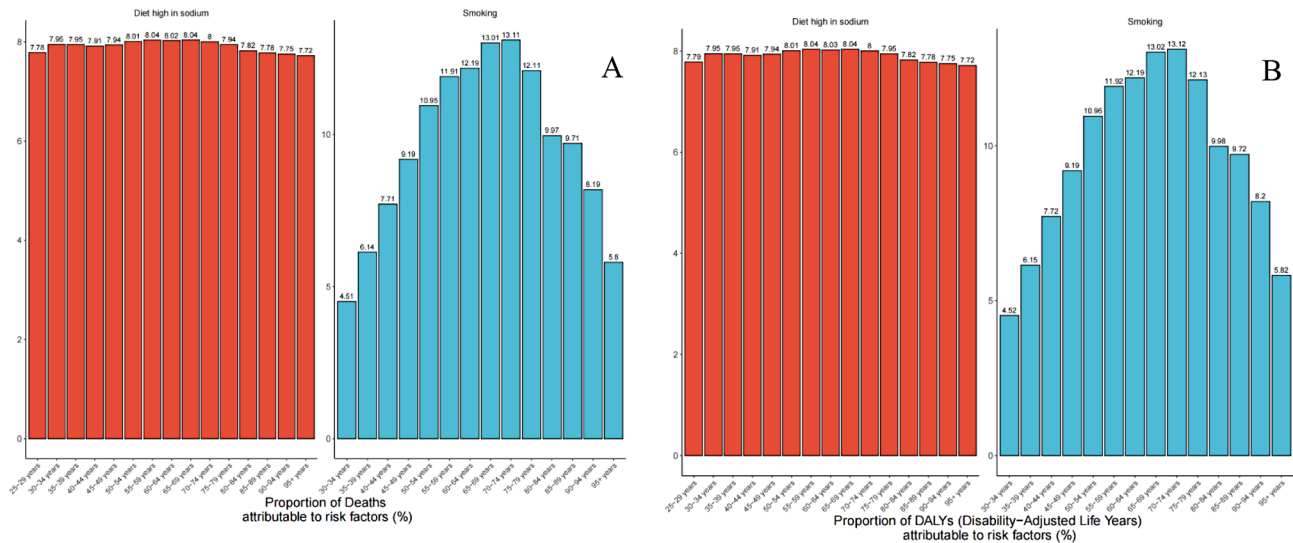 Diet high in sodium
Smoking
A
8
6
4
2
0
7.78
7.95
7.95
7.91
7.94
8.01
8.04
8.02
8.04
8
7.94
7.82
7.78
7.75
7.72
10
5
0
4.51
6.14
7.71
9.19
10.95
11.91
12.19
13.01
13.11
12.11
9.97
9.71
8.19
5.8
25−29 years
30−34 years
35−39 years
40−44 years
45−49 years
50−54 years
55−59 years
60−64 years
65−69 years
70−74 years
75−79 years
80−84 years
85−89 years
90−94 years
95+ years
30−34 years
35−39 years
40−44 years
45−49 years
50−54 years
55−59 years
60−64 years
65−69 years
70−74 years
75−79 years
80−84 years
85−89 years
90−94 years
95+ years
Proportion of Deaths
attributable to risk factors (%)
Diet high in sodium
Smoking
B
8
6
4
2
0
7.79
7.95
7.95
7.91
7.94
8.01
8.04
8.03
8.04
8
7.95
7.82
7.78
7.75
7.72
10
5
0
4.52
6.15
7.72
9.19
10.96
11.92
12.19
13.02
13.12
12.13
9.98
9.72
8.2
5.82
25−29 years
30−34 years
35−39 years
40−44 years
45−49 years
50−54 years
55−59 years
60−64 years
65−69 years
70−74 years
75−79 years
80−84 years
85−89 years
90−94 years
95+ years
30−34 years
35−39 years
40−44 years
45−49 years
50−54 years
55−59 years
60−64 years
65−69 years
70−74 years
75−79 years
80−84 years
85−89 years
90−94 years
95+ years
Proportion of DALYs (Disability−Adjusted Life Years)
attributable to risk factors (%)